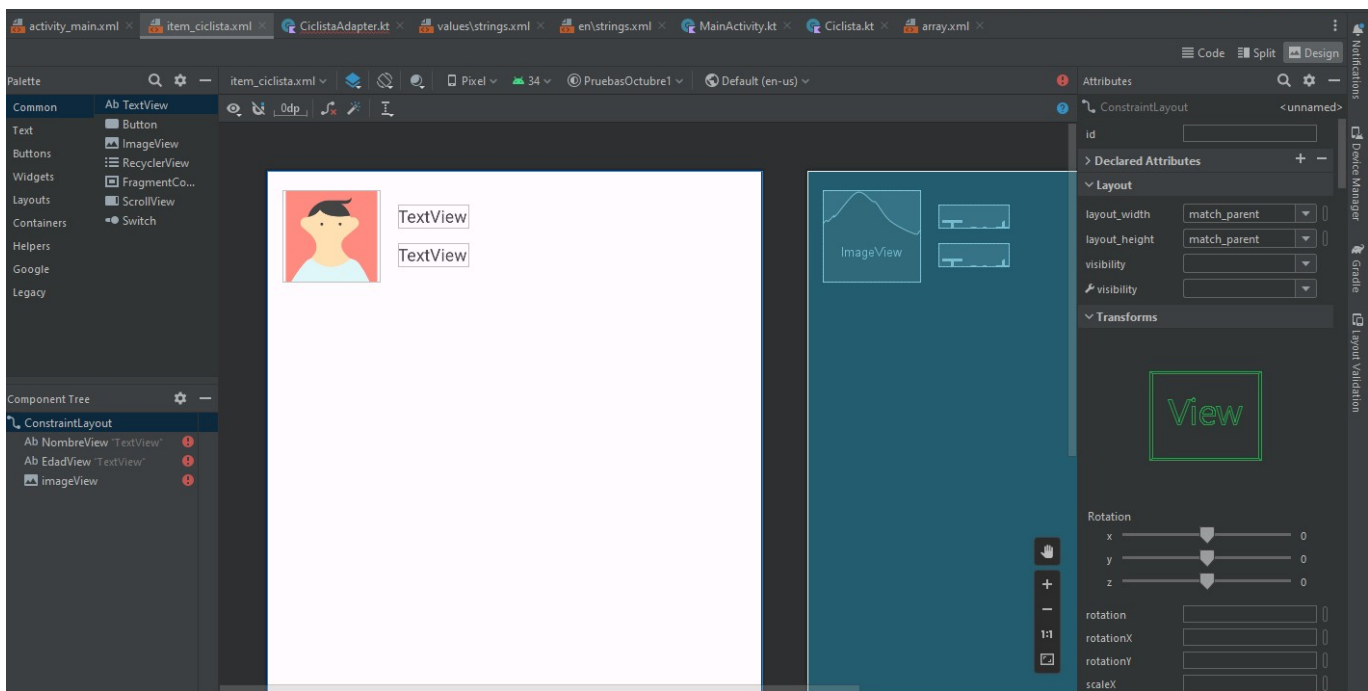 activity_main.xml × item_ciclista.xml × CiclistaAdapter.kt × values\strings.xml × en\strings.xml × MainActivity.kt × Ciclista.kt × array.xml ×
Code Split Design
Palette
item_ciclista.xml Pixel 34 PruebasOctubre1 Default (en-us)
Attributes
Common
Text
Buttons
Widgets
Layouts
Containers
Helpers
Google
Legacy
Ab TextView
Button
ImageView
RecyclerView
FragmentCo...
ScrollView
Switch
0dp
TextView
TextView
ImageView
Component Tree
ConstraintLayout
Ab NombreView "TextView"
Ab EdadView "TextView"
imageView
1:1
ConstraintLayout <unnamed>
id
Declared Attributes + −
Layout
layout_width match_parent
layout_height match_parent
visibility
visibility
Transforms
View
Rotation
x 0
y 0
z 0
rotation
rotationX
rotationY
scaleX
Notifications
Device Manager
Gradle
Layout Validation